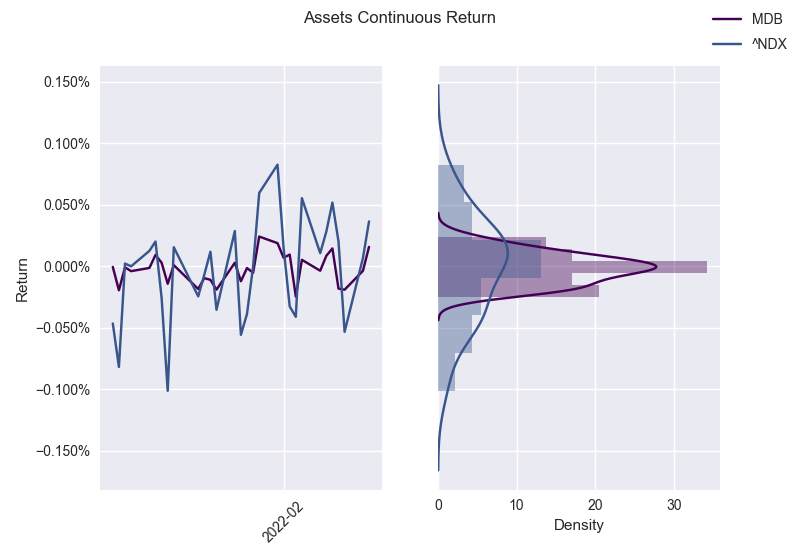 Assets Continuous Return
MDB
^NDX
0.150%
0.100%
0.050%
0.000%
−0.050%
−0.100%
−0.150%
Return
2022-02
0 10 20 30
Density